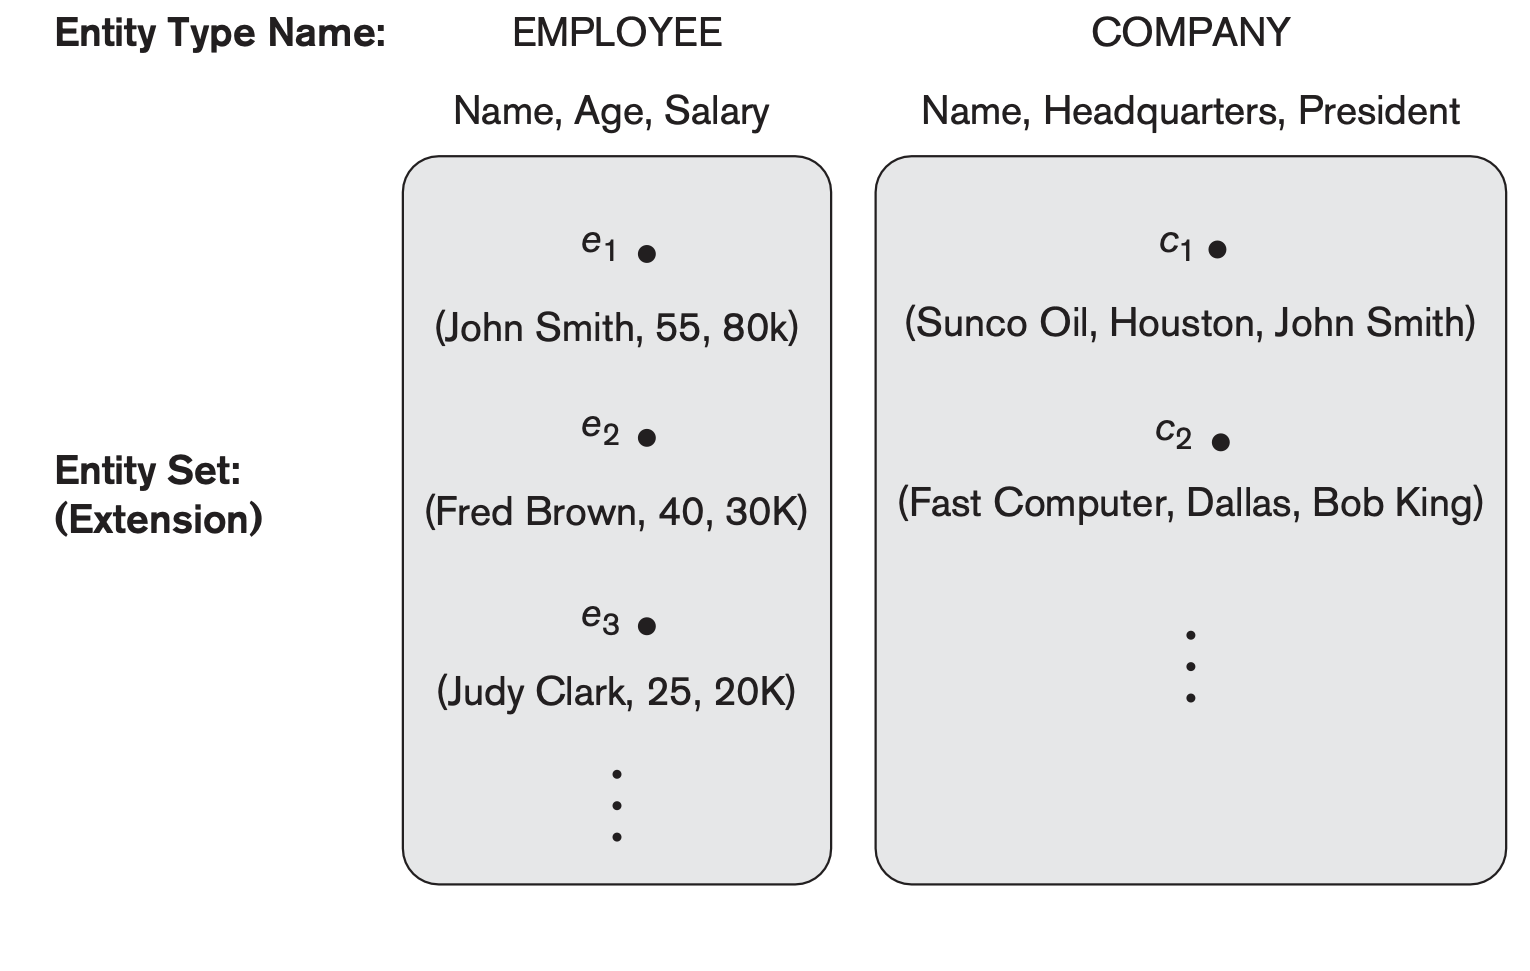 Entity Type Name: EMPLOYEE COMPANY
Name, Age, Salary Name, Headquarters, President
e1 c1
(John Smith, 55, 80k) (Sunco Oil, Houston, John Smith)
e2 c2
Entity Set: (Fred Brown, 40, 30K) (Fast Computer, Dallas, Bob King)
(Extension)
e3
(Judy Clark, 25, 20K)